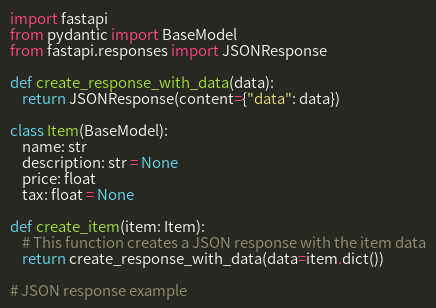 import fastapi
from pydantic import BaseModel
from fastapi.responses import JSONResponse

def create_response_with_data(data):
    return JSONResponse(content={"data": data})

class Item(BaseModel):
    name: str
    description: str = None
    price: float
    tax: float = None

def create_item(item: Item):
    # This function creates a JSON response with the item data
    return create_response_with_data(data=item.dict())

# JSON response example